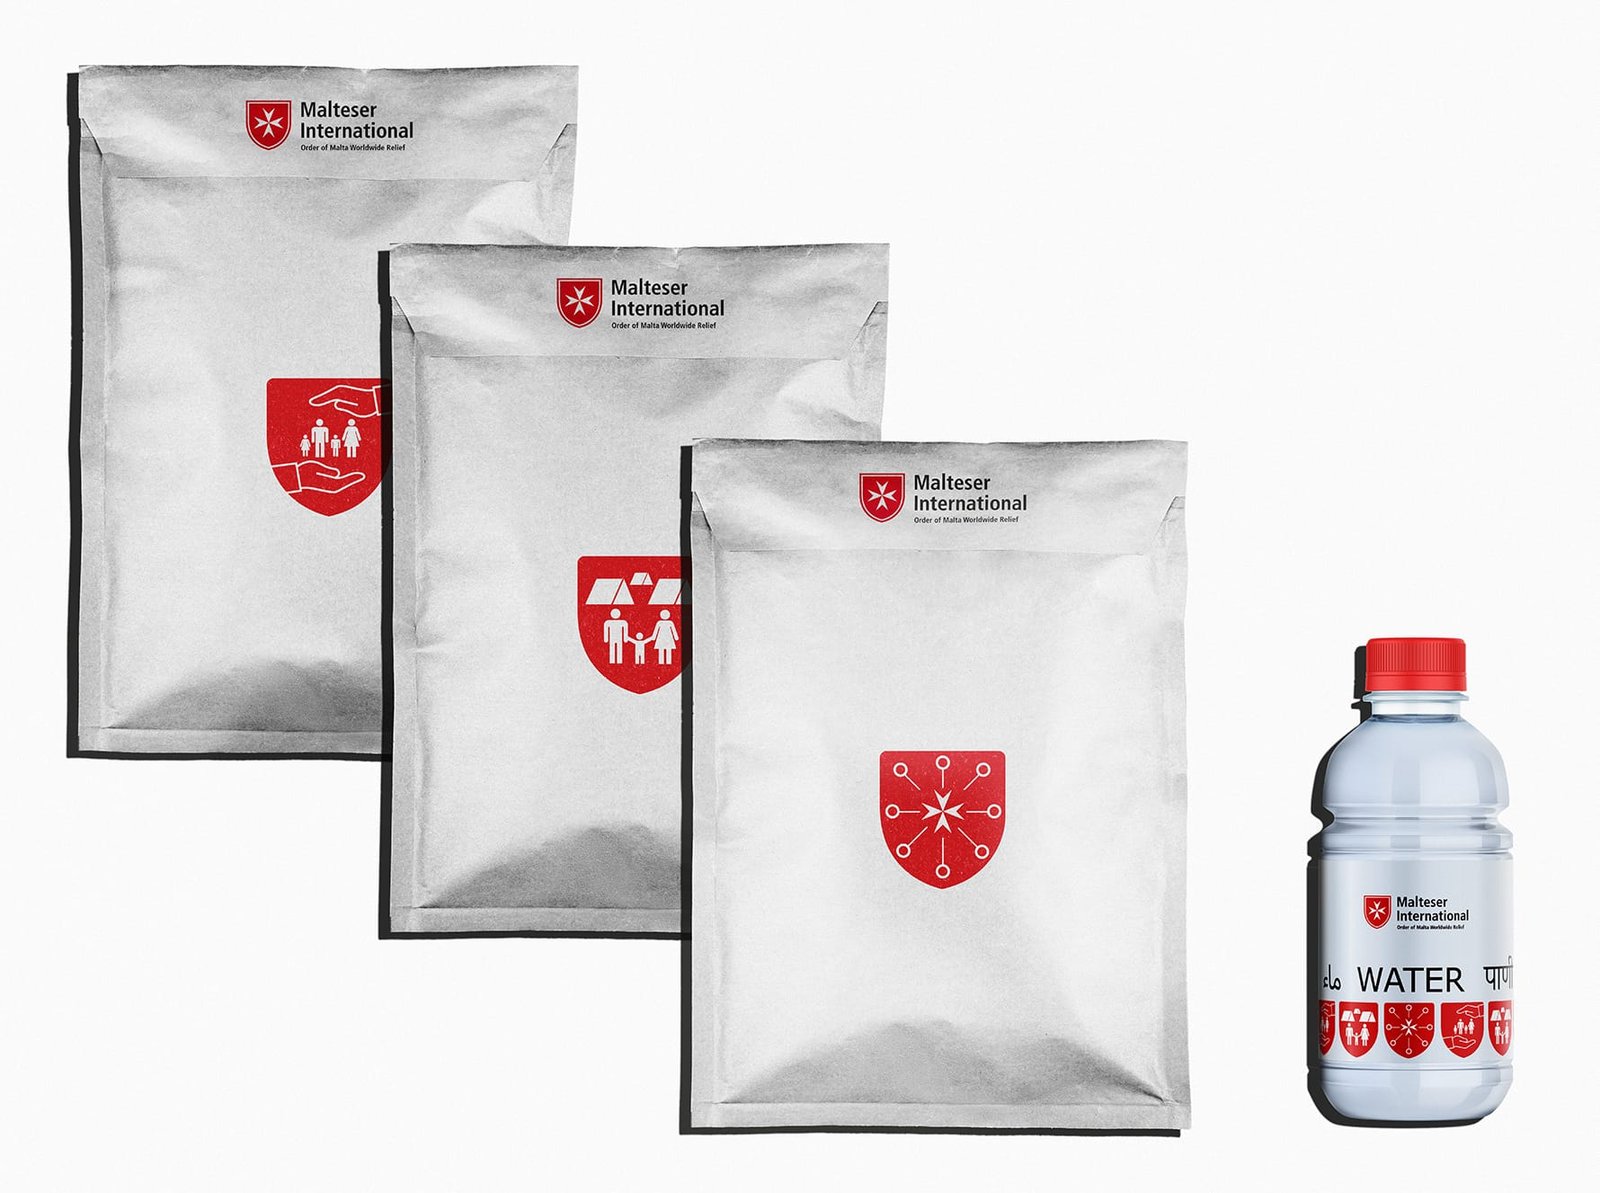 Malteser
International
Order of Malta Worldwide Relief
Malteser
International
Order of Malta Worldwide Relief
Malteser
International
Order of Malta Worldwide Relief
Malteser
International
Order of Malta Worldwide Relief
ماء WATER पाणी